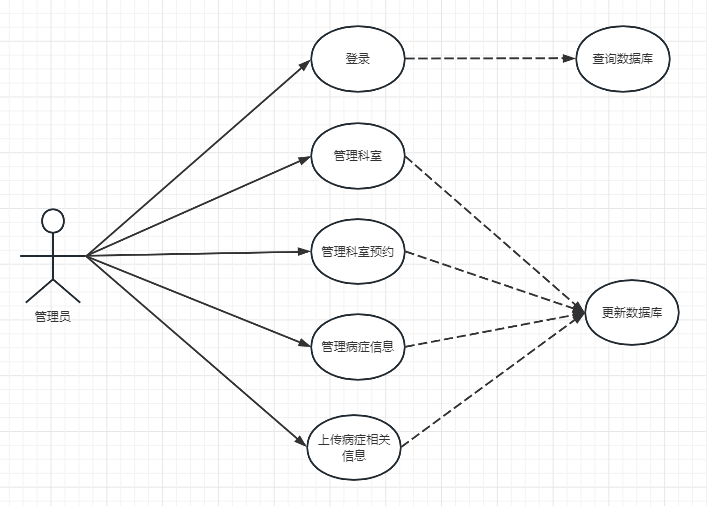 登录
查询数据库
管理科室
管理科室预约
更新数据库
管理员
管理病症信息
上传病症相关
信息